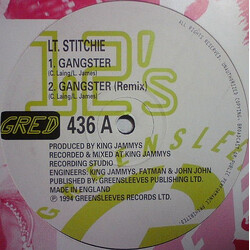 12"s
LT. STITCHIE
1. GANGSTER
(C. Laing/L. James)
2. GANGSTER (Remix)
(C. Laing/L. James)
GRED 436 A
PRODUCED BY KING JAMMYS
RECORDED & MIXED AT KING JAMMYS
RECORDING STUDIO
ENGINEERS: KING JAMMYS, FATMAN & JOHN JOHN
PUBLISHED BY: GREENSLEEVES PUBLISHING LTD.
MADE IN ENGLAND
℗ 1994 GREENSLEEVES RECORDS LTD.